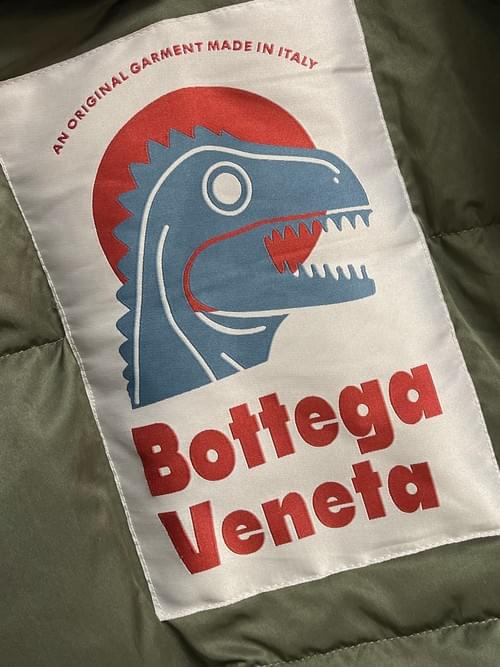 AN ORIGINAL GARMENT MADE IN ITALY
Bottega
Veneta